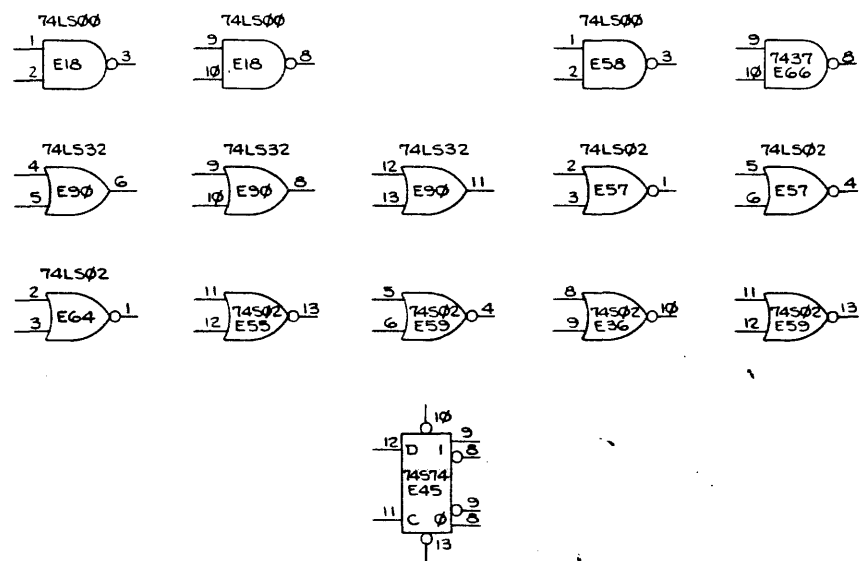 74LSØØ 74LSØØ 74LSØØ
1 3 9 8 1 3 9 8
E18 E18 E58 7437
2 1Ø 2 1Ø E66
74LS32 74LS32 74LS32 74LSØ2 74LSØ2
4 9 12 2 5
E9Ø 6 E9Ø 8 E9Ø 11 E57 1 E57 4
5 1Ø 13 3 6
74LSØ2
2 11 5 8 11
E64 1 74SØ2 13 74SØ2 4 74SØ2 1Ø 74SØ2 13
3 12 E55 6 E59 9 E36 12 E59
1Ø
12 D 1 9
8
74S74
E45
9
11 C Ø 8
13